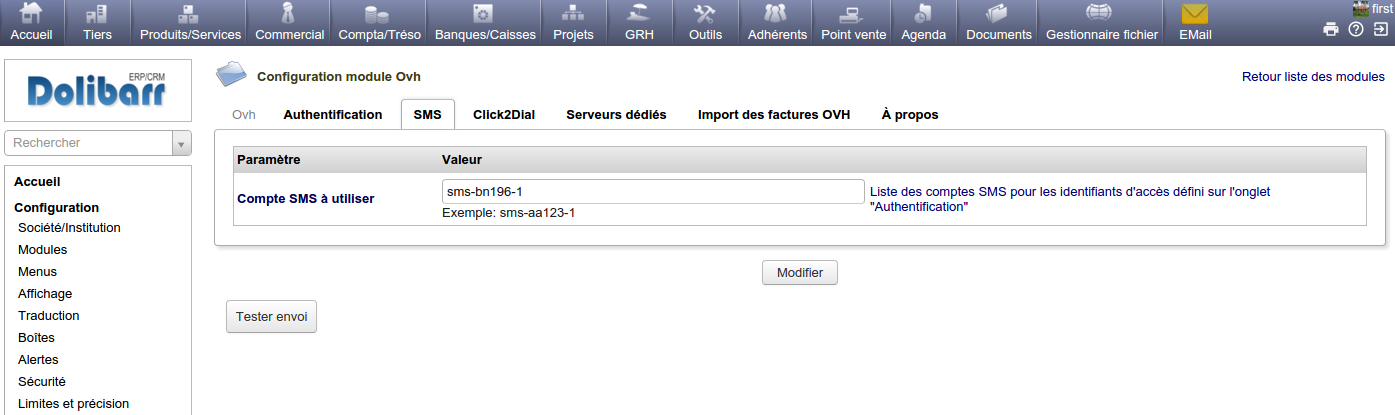 first
Accueil Tiers Produits/Services Commercial Compta/Tréso Banques/Caisses Projets GRH Outils Adhérents Point vente Agenda Documents Gestionnaire fichier EMail
ERP/CRM
Dolibarr
Rechercher
Accueil
Configuration
Société/Institution
Modules
Menus
Affichage
Traduction
Boîtes
Alertes
Sécurité
Limites et précision
Configuration module Ovh
Retour liste des modules
Ovh Authentification SMS Click2Dial Serveurs dédiés Import des factures OVH À propos
Paramètre Valeur
Compte SMS à utiliser
sms-bn196-1
Exemple: sms-aa123-1
Liste des comptes SMS pour les identifiants d'accès défini sur l'onglet
"Authentification"
Modifier
Tester envoi